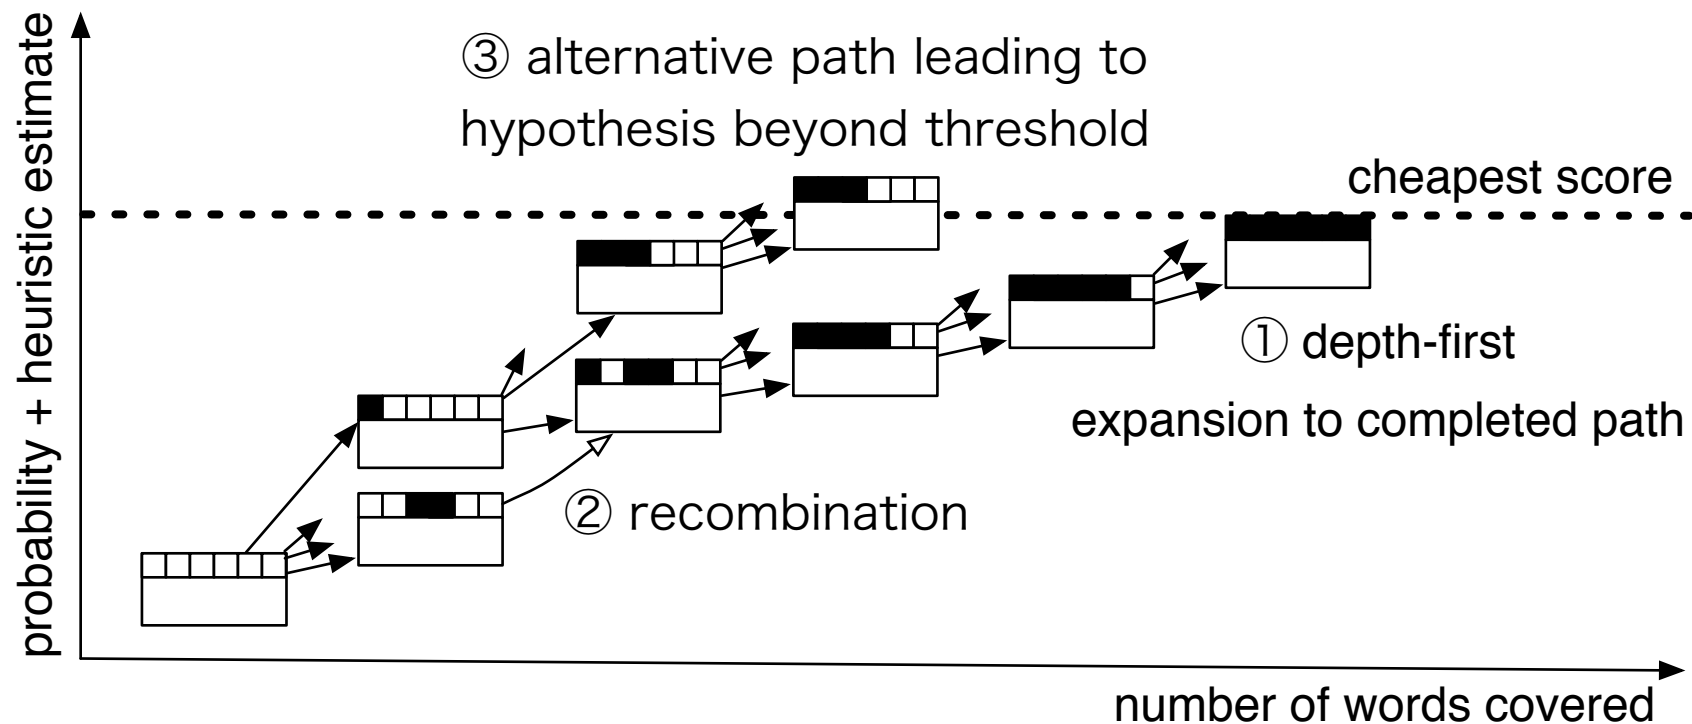 probability + heuristic estimate
③ alternative path leading to
hypothesis beyond threshold
cheapest score
① depth-first
expansion to completed path
② recombination
number of words covered